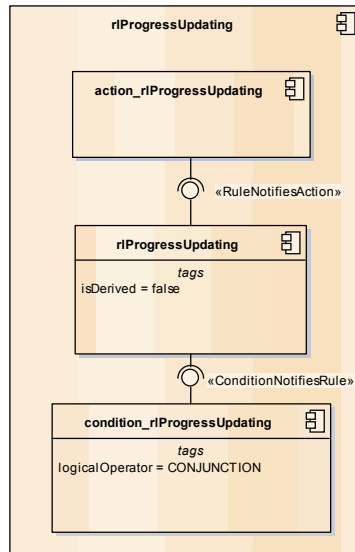 rlProgressUpdating
action_rlProgressUpdating
«RuleNotifiesAction»
rlProgressUpdating
tags
isDerived = false
«ConditionNotifiesRule»
condition_rlProgressUpdating
tags
logicalOperator = CONJUNCTION